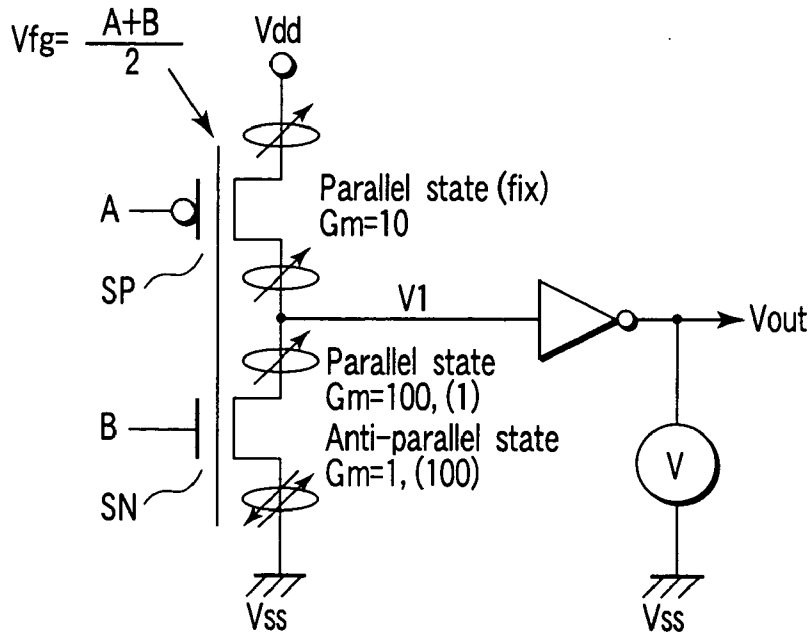 Vfg= A+B
2
Vdd
A
Parallel state (fix)
Gm=10
SP
V1
Vout
Parallel state
Gm=100, (1)
B
Anti-parallel state
Gm=1, (100)
V
SN
Vss
Vss